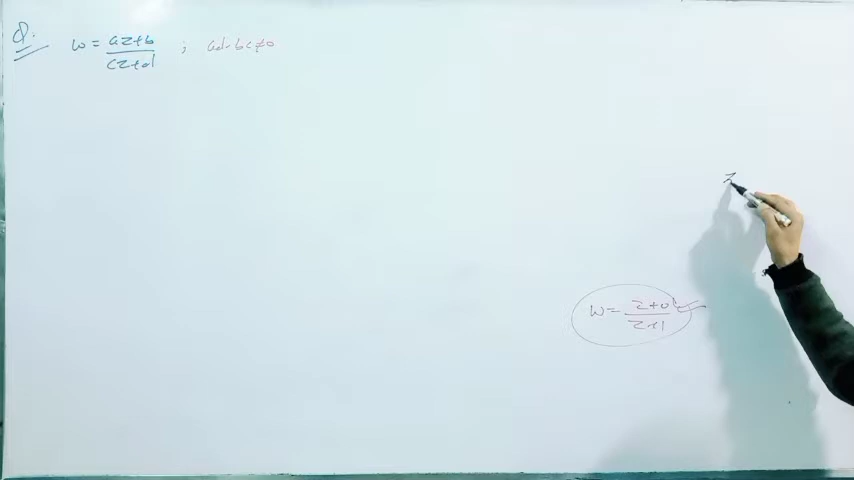 Q. w = az+b / cz+d ; ad-bc≠0
z
w = z+0 / z+1